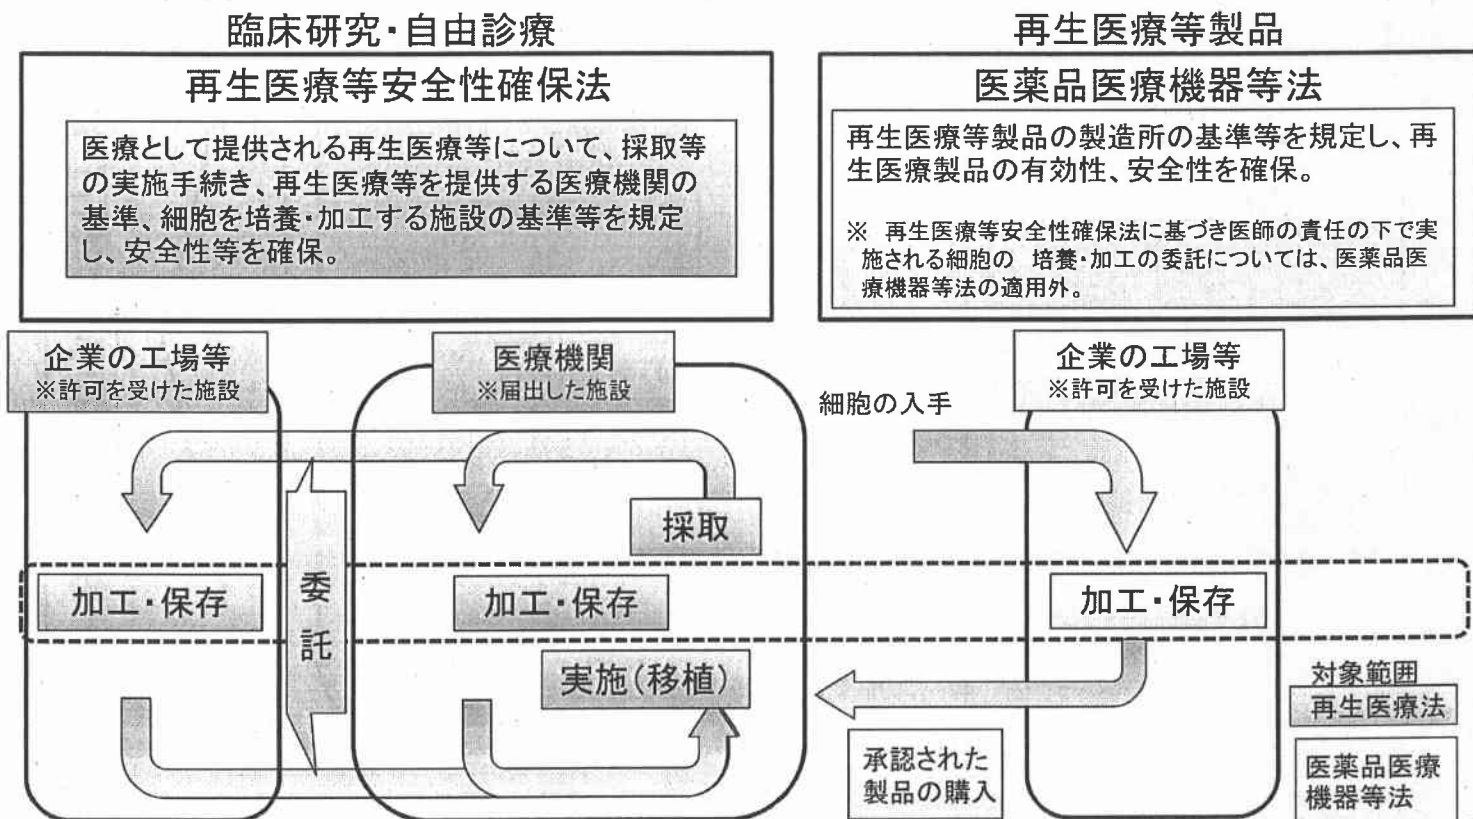 臨床研究・自由診療
再生医療等安全性確保法
医療として提供される再生医療等について、採取等
の実施手続き、再生医療等を提供する医療機関の
基準、細胞を培養・加工する施設の基準等を規定
し、安全性等を確保。
再生医療等製品
医薬品医療機器等法
再生医療等製品の製造所の基準等を規定し、再
生医療製品の有効性、安全性を確保。
※ 再生医療等安全性確保法に基づき医師の責任の下で実
施される細胞の 培養・加工の委託については、医薬品医
療機器等法の適用外。
企業の工場等
※許可を受けた施設
医療機関
※届出した施設
細胞の入手
企業の工場等
※許可を受けた施設
採取
加工・保存
委託
加工・保存
加工・保存
実施(移植)
承認された
製品の購入
対象範囲
再生医療法
医薬品医療
機器等法